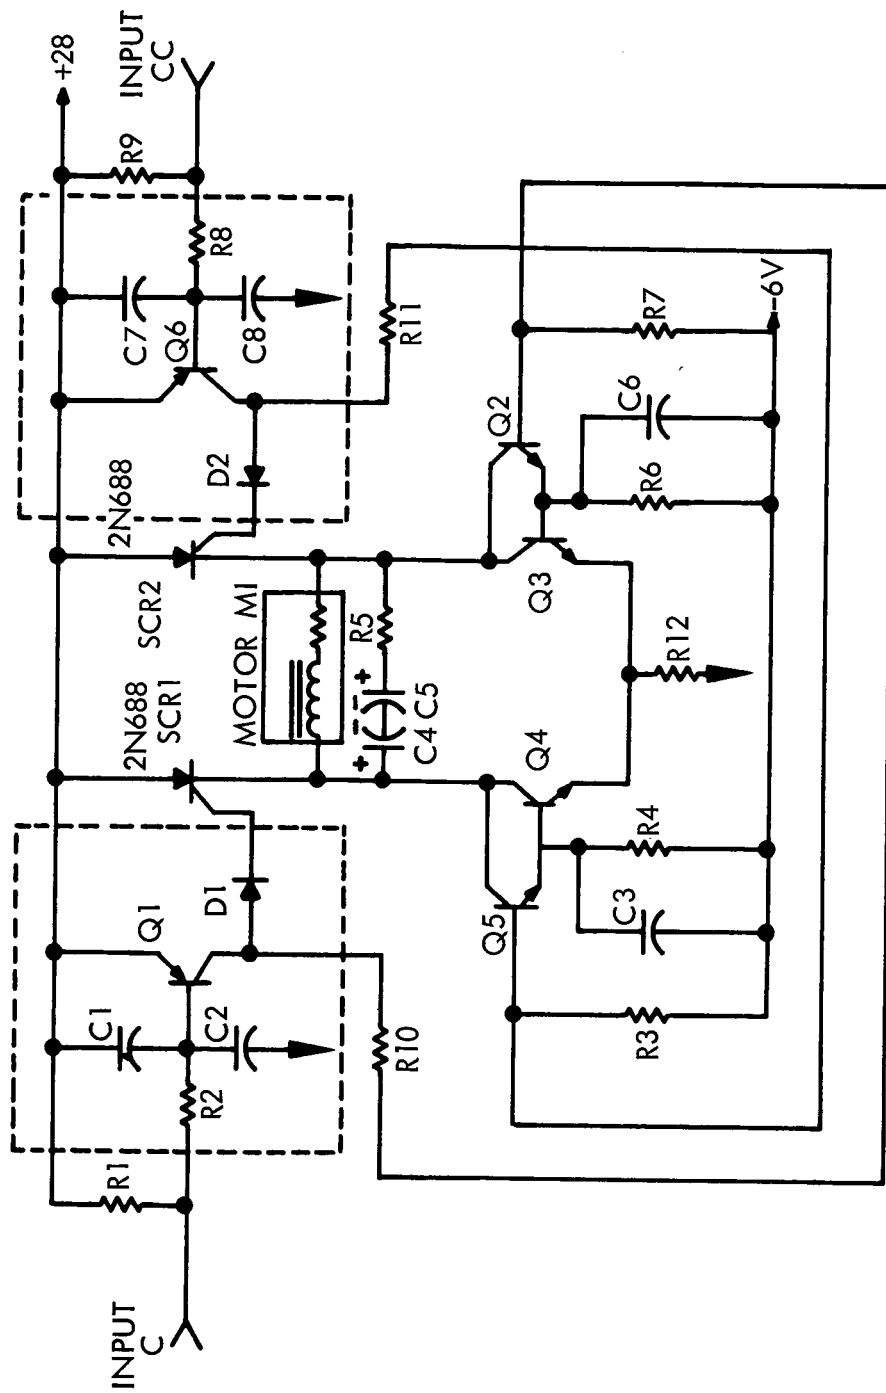 +28
INPUT
CC
R9
R8
C7
Q6
C8
D2
R11
2N688
SCR2
2N688
SCR1
MOTOR M1
R5
+
-
-
+
C4
C5
C1
Q1
C2
D1
R2
R1
R10
INPUT
C
Q2
Q3
Q4
Q5
C6
R7
R6
R12
R4
C3
R3
-6V